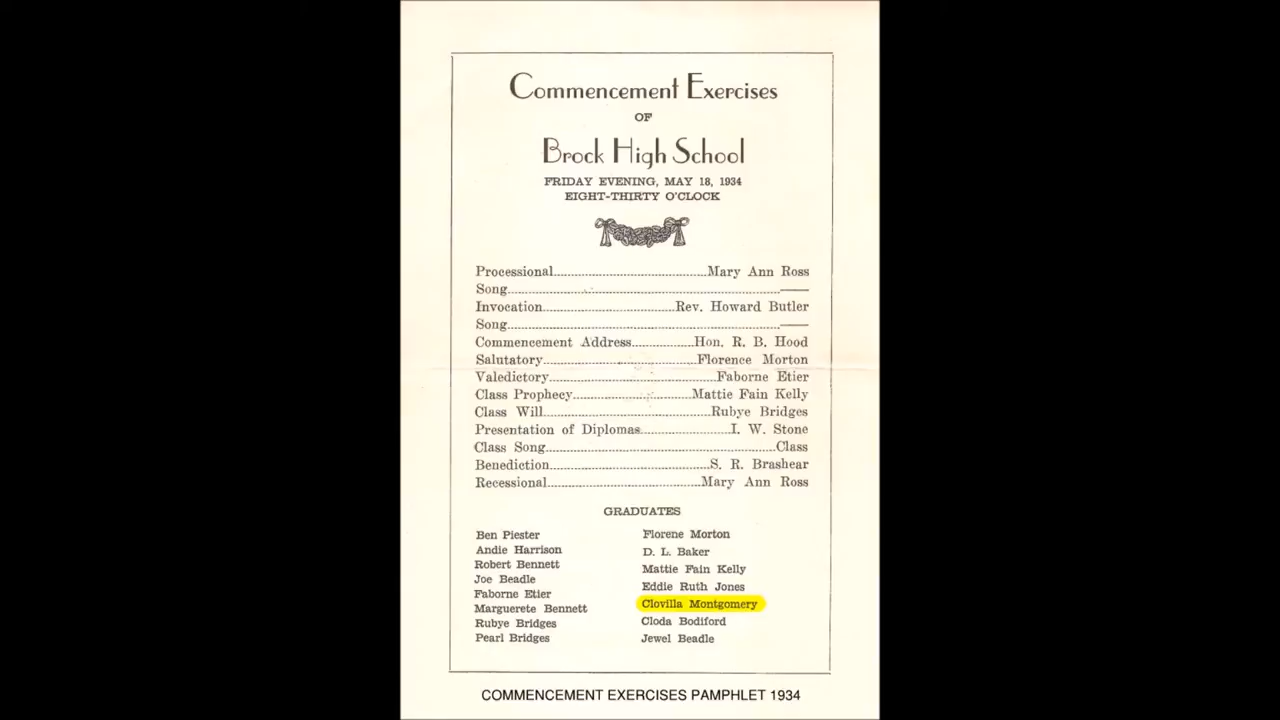 Commencement Exercises
OF
Brock High School
FRIDAY EVENING, MAY 18, 1934
EIGHT-THIRTY O'CLOCK
Processional..............................Mary Ann Ross
Song..............................——
Invocation..............................Rev. Howard Butler
Song..............................——
Commencement Address..............................Hon. R. B. Hood
Salutatory..............................Florence Morton
Valedictory..............................Faborne Etier
Class Prophecy..............................Mattie Fain Kelly
Class Will..............................Rubye Bridges
Presentation of Diplomas..............................I. W. Stone
Class Song..............................Class
Benediction..............................S. R. Brashear
Recessional..............................Mary Ann Ross
GRADUATES
Ben Piester
Andie Harrison
Robert Bennett
Joe Beadle
Faborne Etier
Marguerete Bennett
Rubye Bridges
Pearl Bridges
Florene Morton
D. L. Baker
Mattie Fain Kelly
Eddie Ruth Jones
Clovilla Montgomery
Cloda Bodiford
Jewel Beadle
COMMENCEMENT EXERCISES PAMPHLET 1934